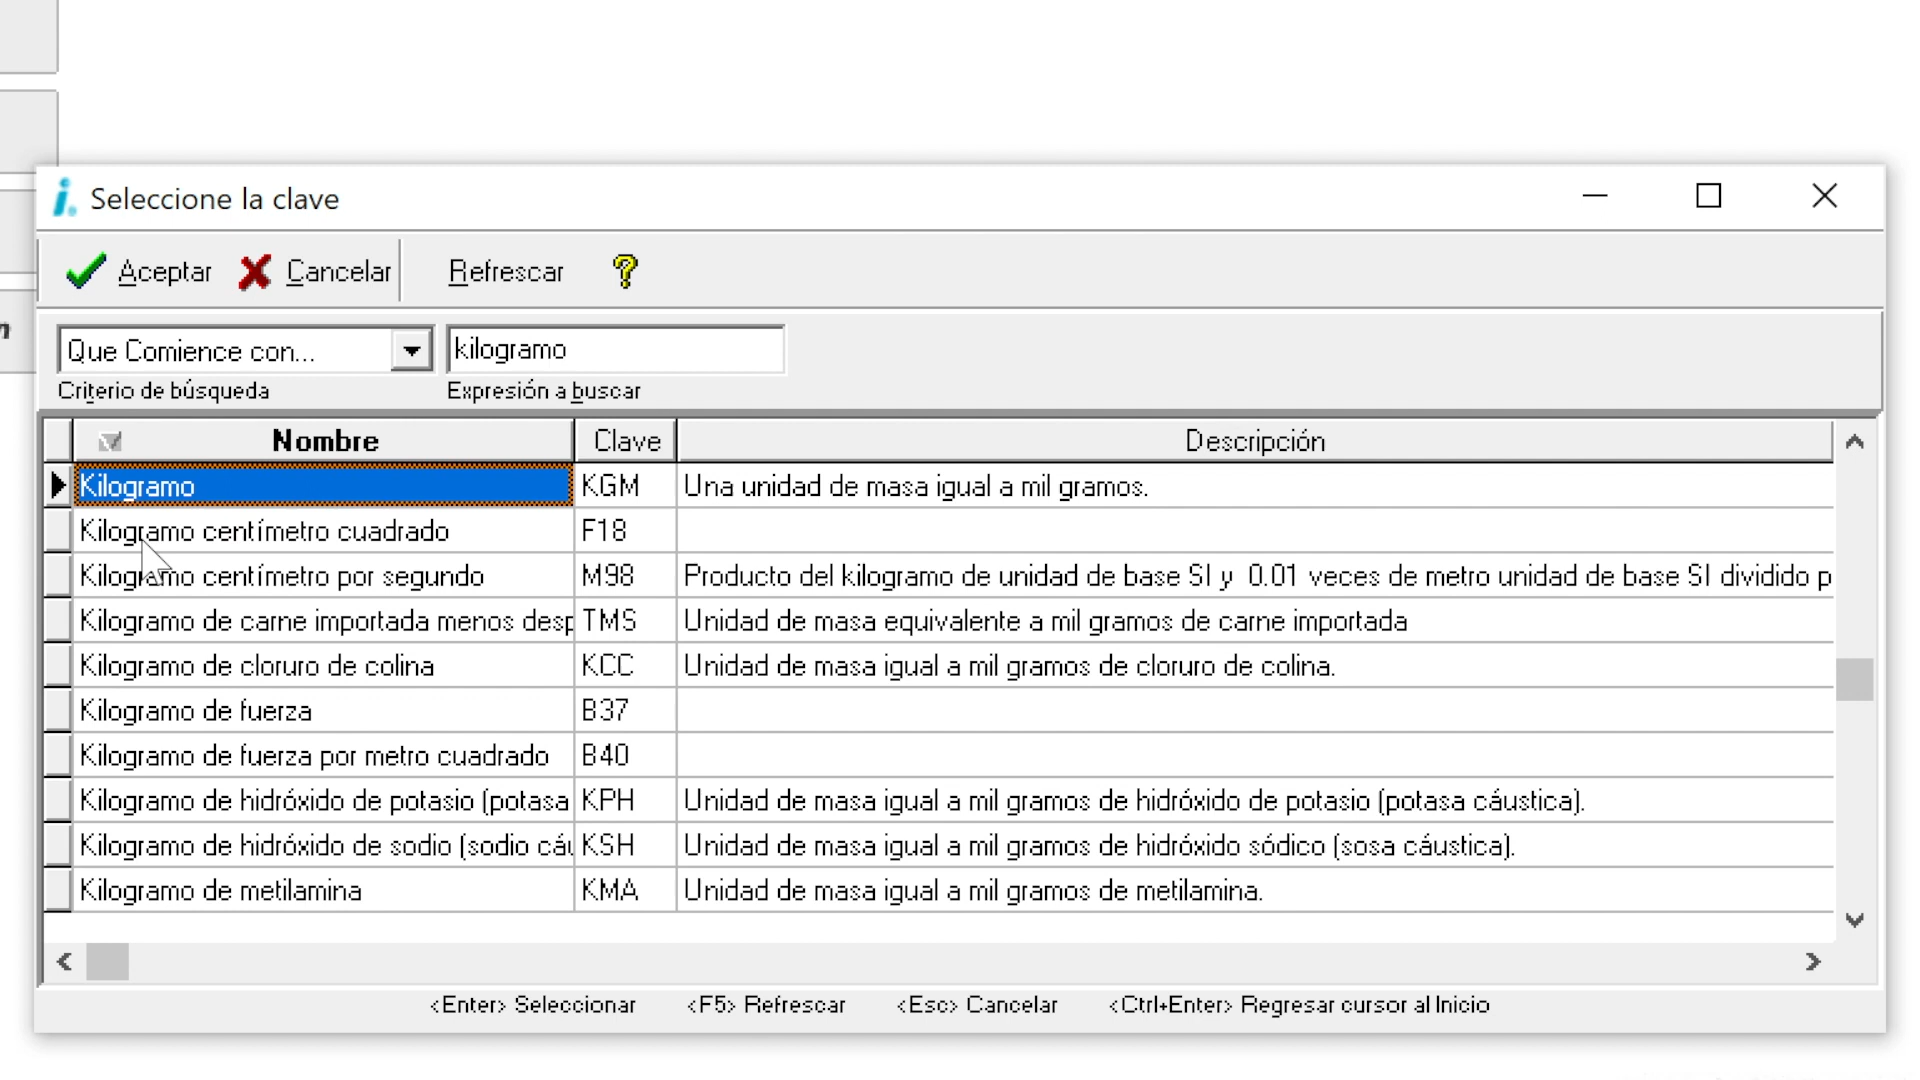 Seleccione la clave
Aceptar Cancelar Refrescar
Que Comience con... kilogramo
Criterio de búsqueda Expresión a buscar
Nombre Clave Descripción
Kilogramo KGM Una unidad de masa igual a mil gramos.
Kilogramo centímetro cuadrado F18
Kilogramo centímetro por segundo M98 Producto del kilogramo de unidad de base SI y 0.01 veces de metro unidad de base SI dividido p
Kilogramo de carne importada menos desp TMS Unidad de masa equivalente a mil gramos de carne importada
Kilogramo de cloruro de colina KCC Unidad de masa igual a mil gramos de cloruro de colina.
Kilogramo de fuerza B37
Kilogramo de fuerza por metro cuadrado B40
Kilogramo de hidróxido de potasio (potasa KPH Unidad de masa igual a mil gramos de hidróxido de potasio (potasa cáustica).
Kilogramo de hidróxido de sodio (sodio cáu KSH Unidad de masa igual a mil gramos de hidróxido sódico (sosa cáustica).
Kilogramo de metilamina KMA Unidad de masa igual a mil gramos de metilamina.
<Enter> Seleccionar <F5> Refrescar <Esc> Cancelar <Ctrl+Enter> Regresar cursor al Inicio